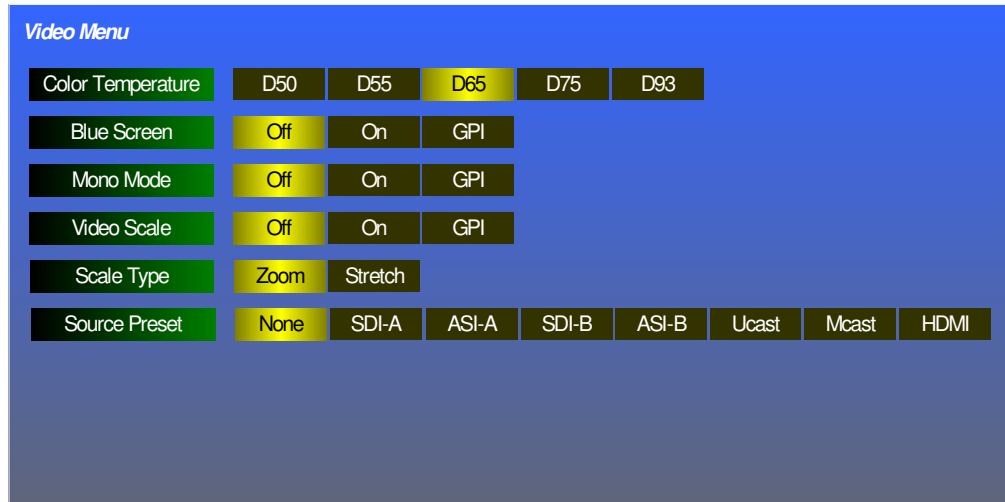 Video Menu
Color Temperature D50 D55 D65 D75 D93
Blue Screen Off On GPI
Mono Mode Off On GPI
Video Scale Off On GPI
Scale Type Zoom Stretch
Source Preset None SDI-A ASI-A SDI-B ASI-B Ucast Mcast HDMI